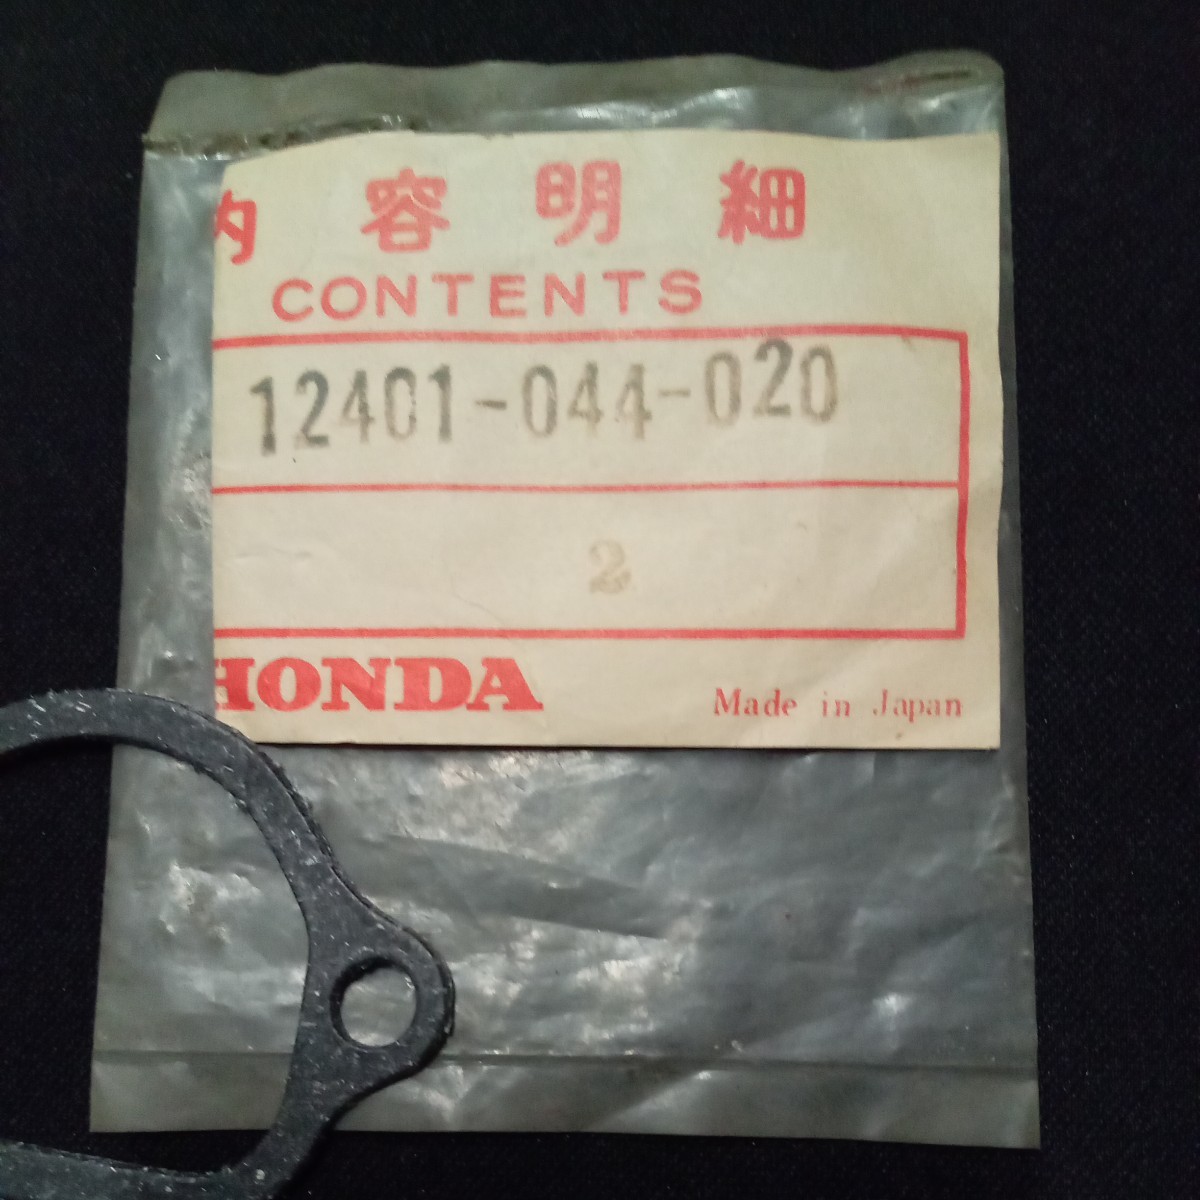 内容明細
CONTENTS
12401-044-020
2
HONDA
Made in Japan